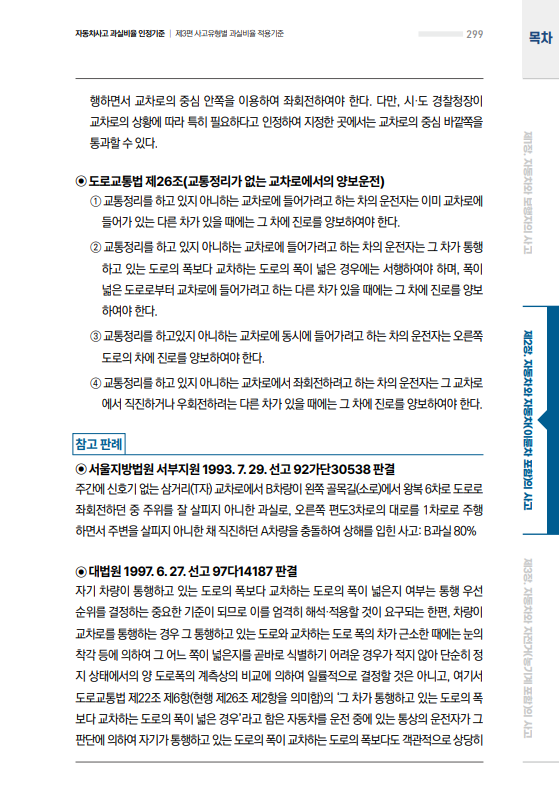 자동차사고 과실비율 인정기준 | 제3편 사고유형별 과실비율 적용기준
299
목차
행하면서 교차로의 중심 안쪽을 이용하여 좌회전하여야 한다. 다만, 시·도 경찰청장이
교차로의 상황에 따라 특히 필요하다고 인정하여 지정한 곳에서는 교차로의 중심 바깥쪽을
통과할 수 있다.
◉ 도로교통법 제26조(교통정리가 없는 교차로에서의 양보운전)
① 교통정리를 하고 있지 아니하는 교차로에 들어가려고 하는 차의 운전자는 이미 교차로에
들어가 있는 다른 차가 있을 때에는 그 차에 진로를 양보하여야 한다.
② 교통정리를 하고 있지 아니하는 교차로에 들어가려고 하는 차의 운전자는 그 차가 통행
하고 있는 도로의 폭보다 교차하는 도로의 폭이 넓은 경우에는 서행하여야 하며, 폭이
넓은 도로로부터 교차로에 들어가려고 하는 다른 차가 있을 때에는 그 차에 진로를 양보
하여야 한다.
③ 교통정리를 하고있지 아니하는 교차로에 동시에 들어가려고 하는 차의 운전자는 오른쪽
도로의 차에 진로를 양보하여야 한다.
④ 교통정리를 하고 있지 아니하는 교차로에서 좌회전하려고 하는 차의 운전자는 그 교차로
에서 직진하거나 우회전하려는 다른 차가 있을 때에는 그 차에 진로를 양보하여야 한다.
참고 판례
◉ 서울지방법원 서부지원 1993. 7. 29. 선고 92가단30538 판결
주간에 신호기 없는 삼거리(T자) 교차로에서 B차량이 왼쪽 골목길(소로)에서 왕복 6차로 도로로
좌회전하던 중 주위를 잘 살피지 아니한 과실로, 오른쪽 편도3차로의 대로를 1차로로 주행
하면서 주변을 살피지 아니한 채 직진하던 A차량을 충돌하여 상해를 입힌 사고: B과실 80%
◉ 대법원 1997. 6. 27. 선고 97다14187 판결
자기 차량이 통행하고 있는 도로의 폭보다 교차하는 도로의 폭이 넓은지 여부는 통행 우선
순위를 결정하는 중요한 기준이 되므로 이를 엄격히 해석·적용할 것이 요구되는 한편, 차량이
교차로를 통행하는 경우 그 통행하고 있는 도로와 교차하는 도로 폭의 차가 근소한 때에는 눈의
착각 등에 의하여 그 어느 쪽이 넓은지를 곧바로 식별하기 어려운 경우가 적지 않아 단순히 정
지 상태에서의 양 도로폭의 계측상의 비교에 의하여 일률적으로 결정할 것은 아니고, 여기서
도로교통법 제22조 제6항(현행 제26조 제2항을 의미함)의 '그 차가 통행하고 있는 도로의 폭
보다 교차하는 도로의 폭이 넓은 경우'라고 함은 자동차를 운전 중에 있는 통상의 운전자가 그
판단에 의하여 자기가 통행하고 있는 도로의 폭이 교차하는 도로의 폭보다도 객관적으로 상당히
제1장. 자동차와 보행자의 사고
제2장. 자동차와 자동차(이륜차 포함)의 사고
제3장. 자동차와 자전거(농기계 포함)의 사고